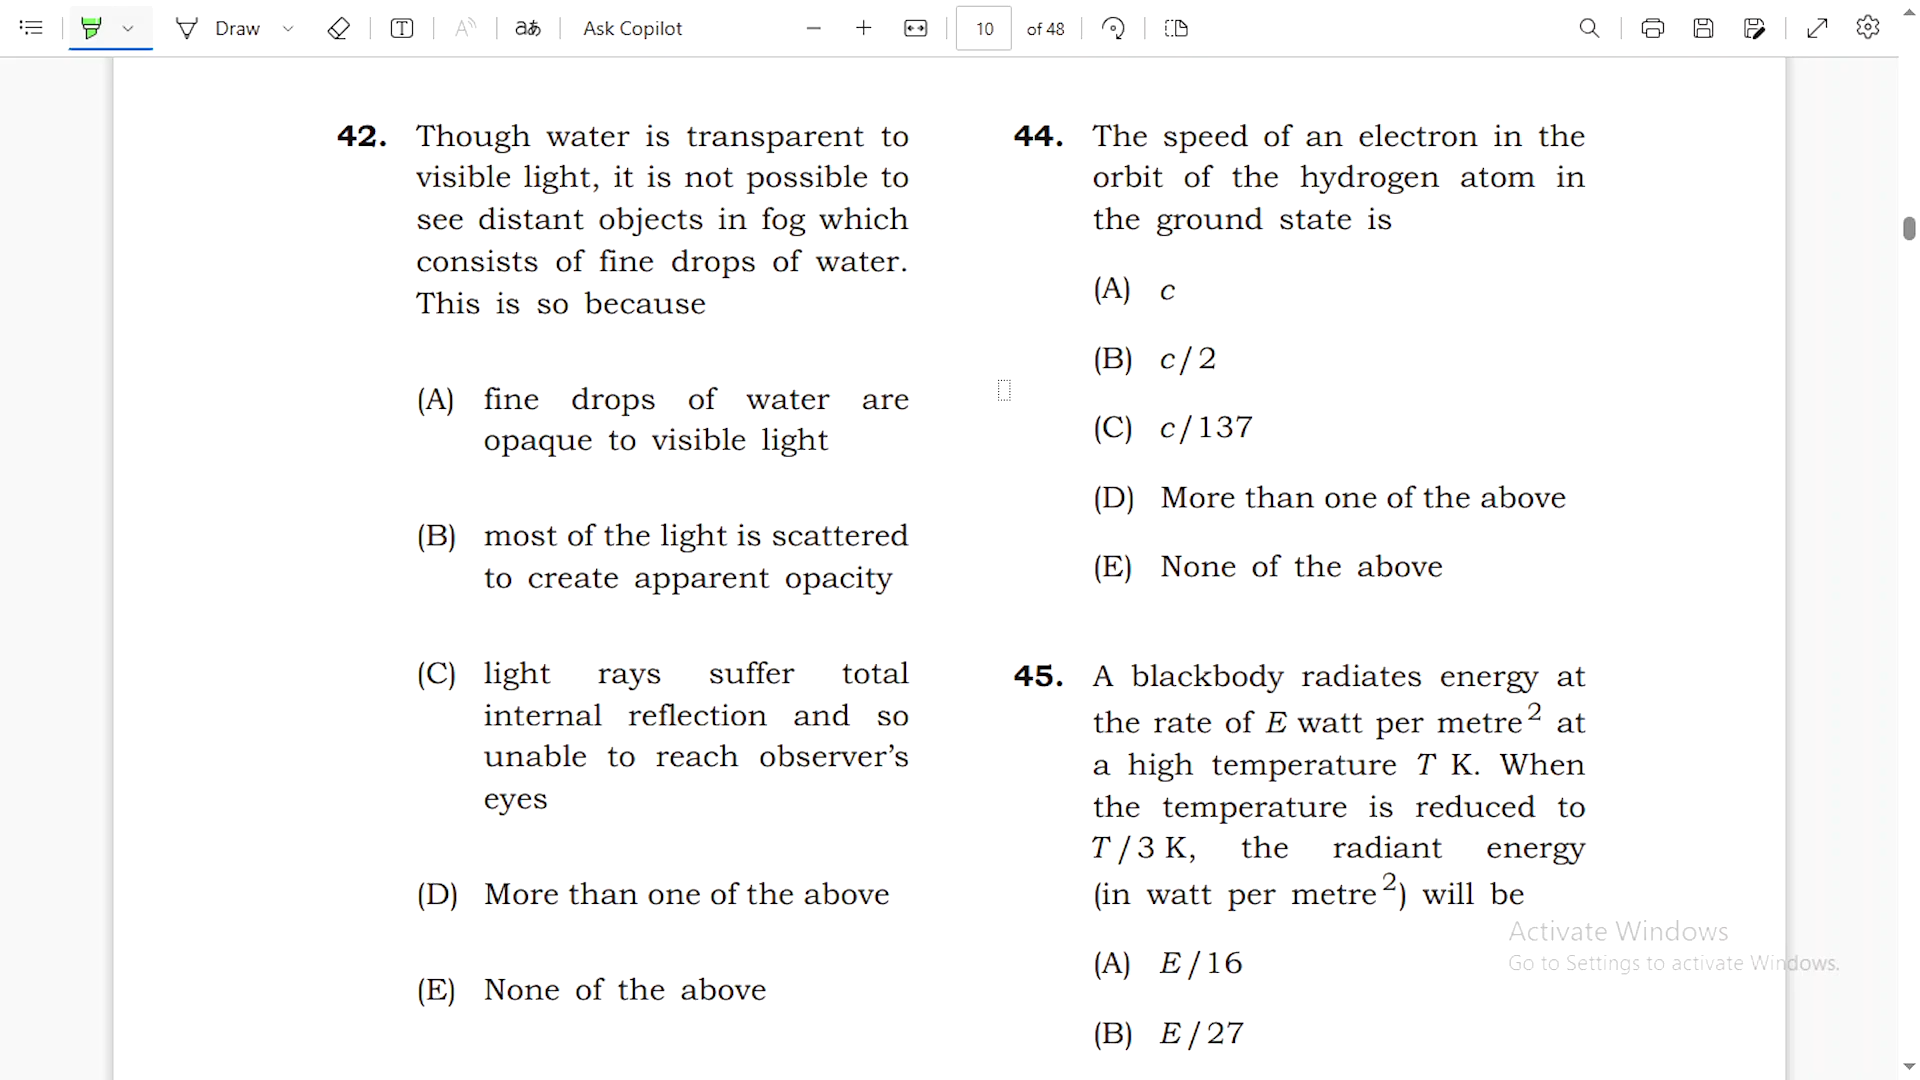 Draw
Ask Copilot
10 of 48
42. Though water is transparent to
visible light, it is not possible to
see distant objects in fog which
consists of fine drops of water.
This is so because
(A) fine drops of water are
opaque to visible light
(B) most of the light is scattered
to create apparent opacity
(C) light rays suffer total
internal reflection and so
unable to reach observer's
eyes
(D) More than one of the above
(E) None of the above
44. The speed of an electron in the
orbit of the hydrogen atom in
the ground state is
(A) c
(B) c/2
(C) c/137
(D) More than one of the above
(E) None of the above
45. A blackbody radiates energy at
the rate of E watt per metre² at
a high temperature T K. When
the temperature is reduced to
T/3 K, the radiant energy
(in watt per metre²) will be
(A) E/16
(B) E/27
Activate Windows
Go to Settings to activate Windows.